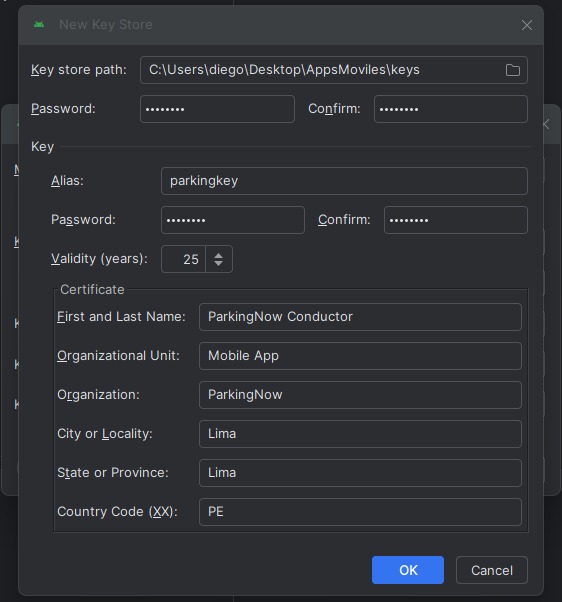 New Key Store
Key store path: C:\Users\diego\Desktop\AppsMoviles\keys
Password: •••••••• Confirm: ••••••••
Key
Alias: parkingkey
Password: •••••••• Confirm: ••••••••
Validity (years): 25
Certificate
First and Last Name: ParkingNow Conductor
Organizational Unit: Mobile App
Organization: ParkingNow
City or Locality: Lima
State or Province: Lima
Country Code (XX): PE
OK Cancel